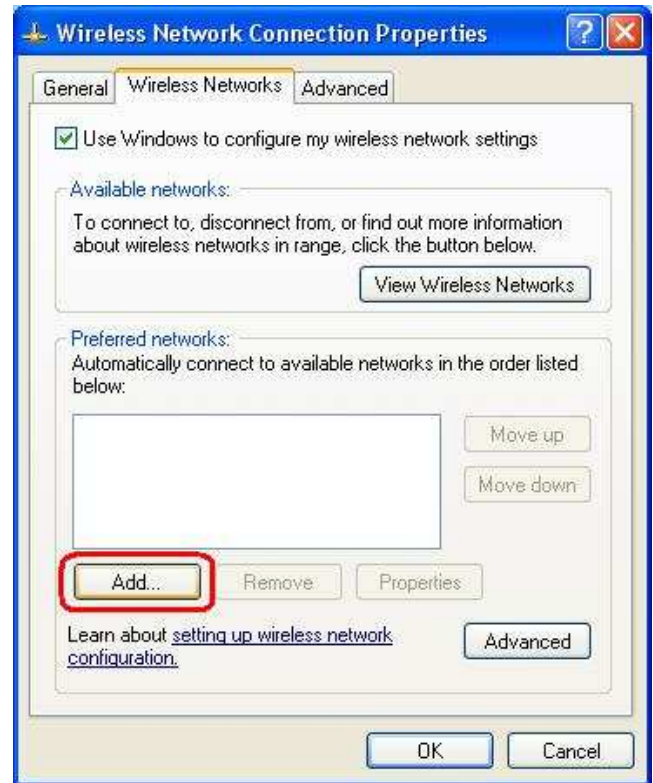 Wireless Network Connection Properties
General Wireless Networks Advanced
Use Windows to configure my wireless network settings
Available networks:
To connect to, disconnect from, or find out more information
about wireless networks in range, click the button below.
View Wireless Networks
Preferred networks:
Automatically connect to available networks in the order listed
below:
Move up
Move down
Add... Remove Properties
Learn about setting up wireless network
configuration.
Advanced
OK Cancel